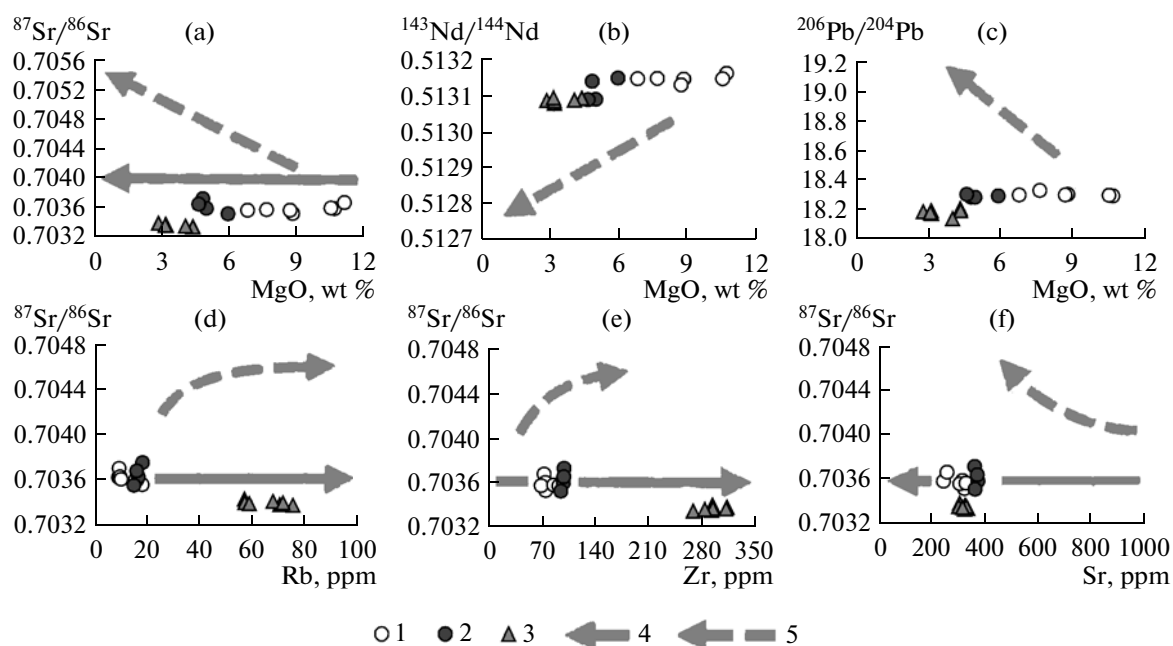 87Sr/86Sr (a)
0.7056
0.7052
0.7048
0.7044
0.7040
0.7036
0.7032
0 3 6 9 12
MgO, wt %
143Nd/144Nd (b)
0.5132
0.5131
0.5130
0.5129
0.5128
0.5127
0 3 6 9 12
MgO, wt %
206Pb/204Pb (c)
19.2
19.0
18.8
18.6
18.4
18.2
18.0
0 3 6 9 12
MgO, wt %
87Sr/86Sr (d)
0.7048
0.7044
0.7040
0.7036
0.7032
0 20 40 60 80 100
Rb, ppm
87Sr/86Sr (e)
0.7048
0.7044
0.7040
0.7036
0.7032
0 70 140 210 280 350
Zr, ppm
87Sr/86Sr (f)
0.7048
0.7044
0.7040
0.7036
0.7032
0 200 400 600 800 1000
Sr, ppm
1 2 3 4 5